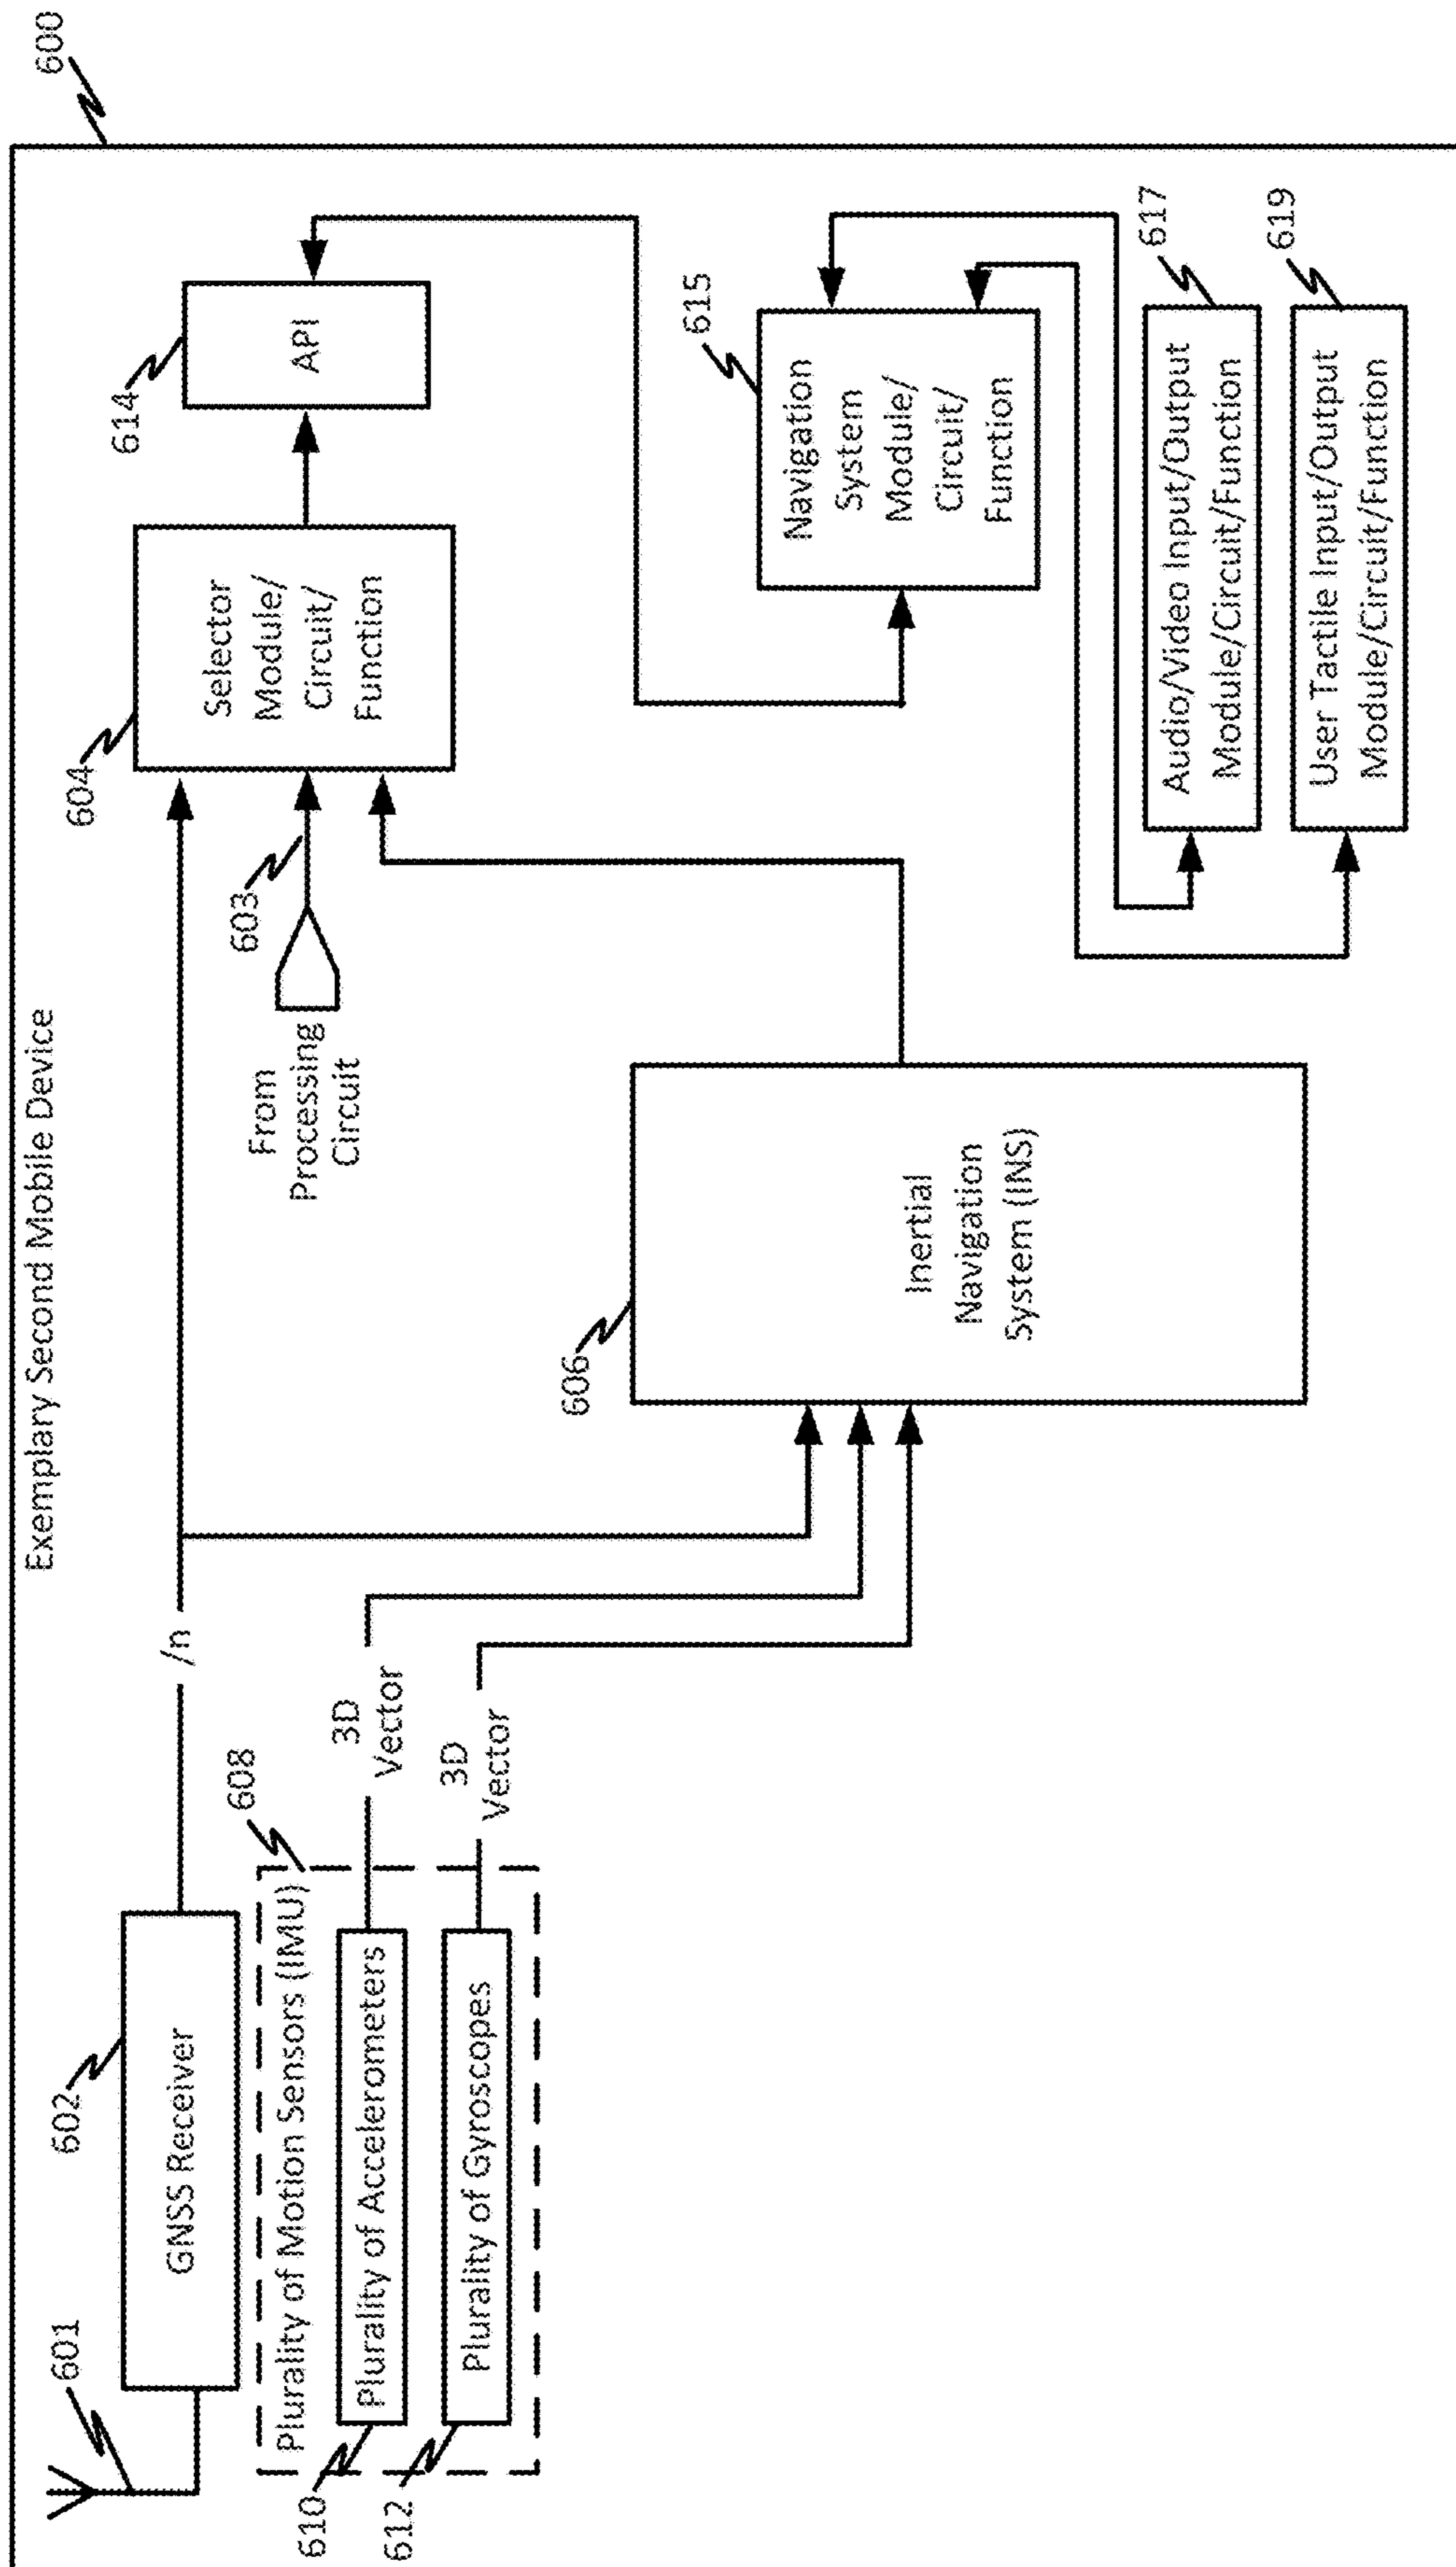 Exemplary Second Mobile Device
600
601
602
GNSS Receiver
/n
608
Plurality of Motion Sensors (IMU)
610
Plurality of Accelerometers
3D
Vector
612
Plurality of Gyroscopes
3D
Vector
606
Inertial
Navigation
System (INS)
From
Processing
Circuit
603
604
Selector
Module/
Circuit/
Function
614
API
615
Navigation
System
Module/
Circuit/
Function
617
Audio/Video Input/Output
Module/Circuit/Function
619
User Tactile Input/Output
Module/Circuit/Function